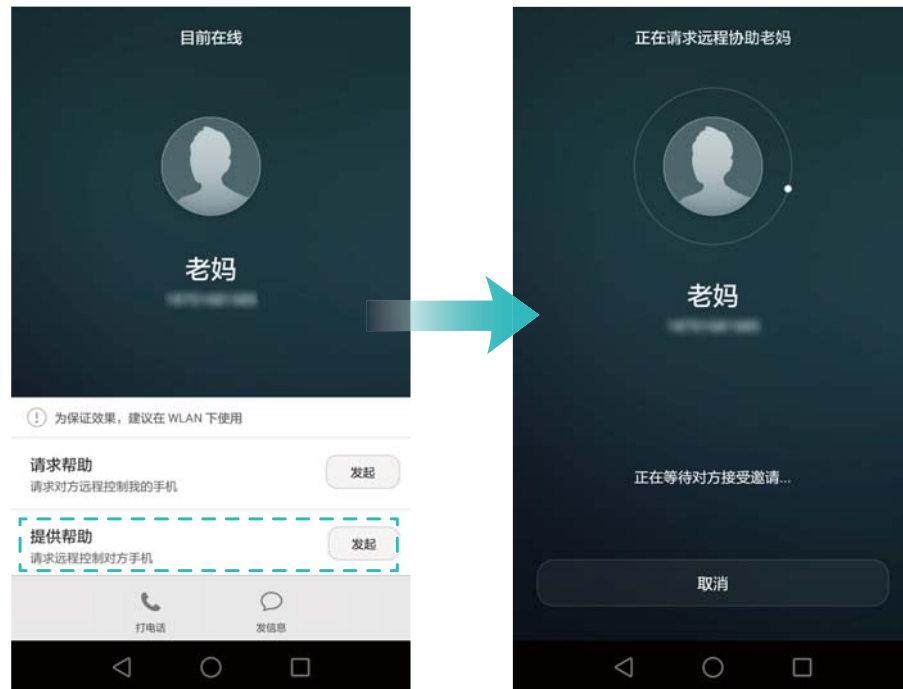 目前在线
老妈
为保证效果，建议在 WLAN 下使用
请求帮助
请求对方远程控制我的手机
发起
提供帮助
请求远程控制对方手机
发起
打电话
发信息
正在请求远程协助老妈
老妈
正在等待对方接受邀请...
取消